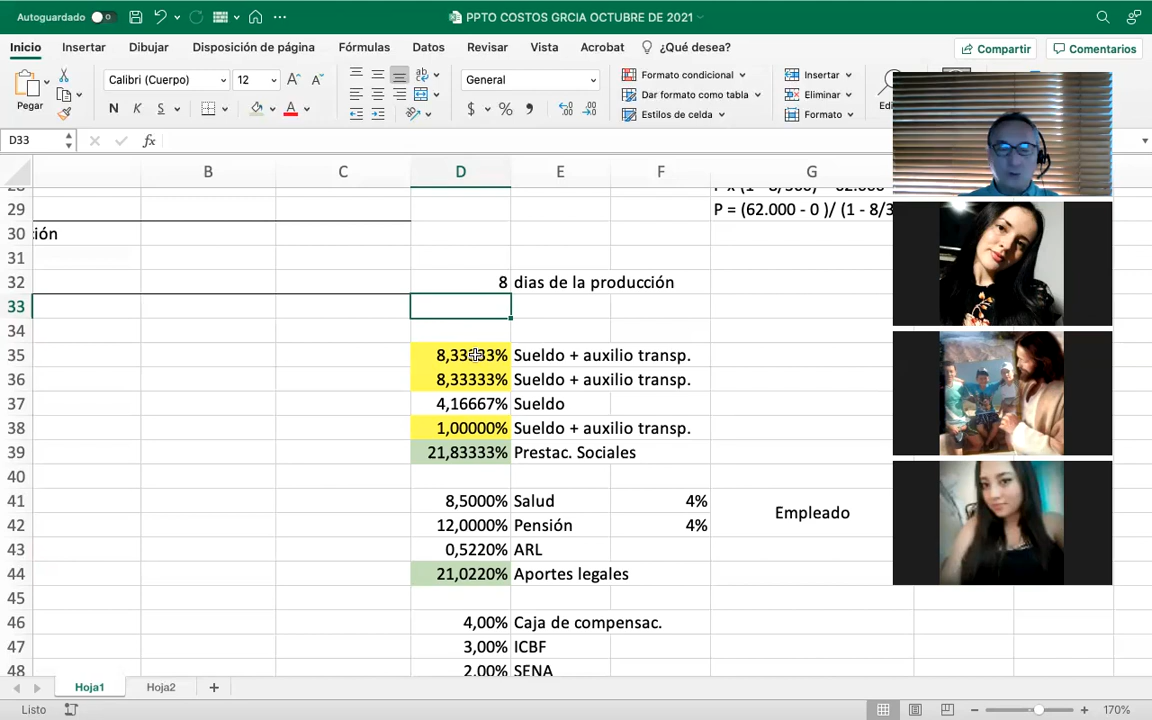 Autoguardado
PPTO COSTOS GRCIA OCTUBRE DE 2021
Inicio Insertar Dibujar Disposición de página Fórmulas Datos Revisar Vista Acrobat ¿Qué desea? Compartir Comentarios
Pegar
Calibri (Cuerpo) 12
N K S
General
$ % 
Formato condicional
Dar formato como tabla
Estilos de celda
Insertar
Eliminar
Formato
D33 fx
B C D E F G
29 P = (62.000 - 0 )/ (1 - 8/3
30 ción
31
32 8 dias de la producción
33
34
35 8,33333% Sueldo + auxilio transp.
36 8,33333% Sueldo + auxilio transp.
37 4,16667% Sueldo
38 1,00000% Sueldo + auxilio transp.
39 21,83333% Prestac. Sociales
40
41 8,5000% Salud 4%
Empleado
42 12,0000% Pensión 4%
43 0,5220% ARL
44 21,0220% Aportes legales
45
46 4,00% Caja de compensac.
47 3,00% ICBF
48 2,00% SENA
Hoja1 Hoja2
Listo 170%